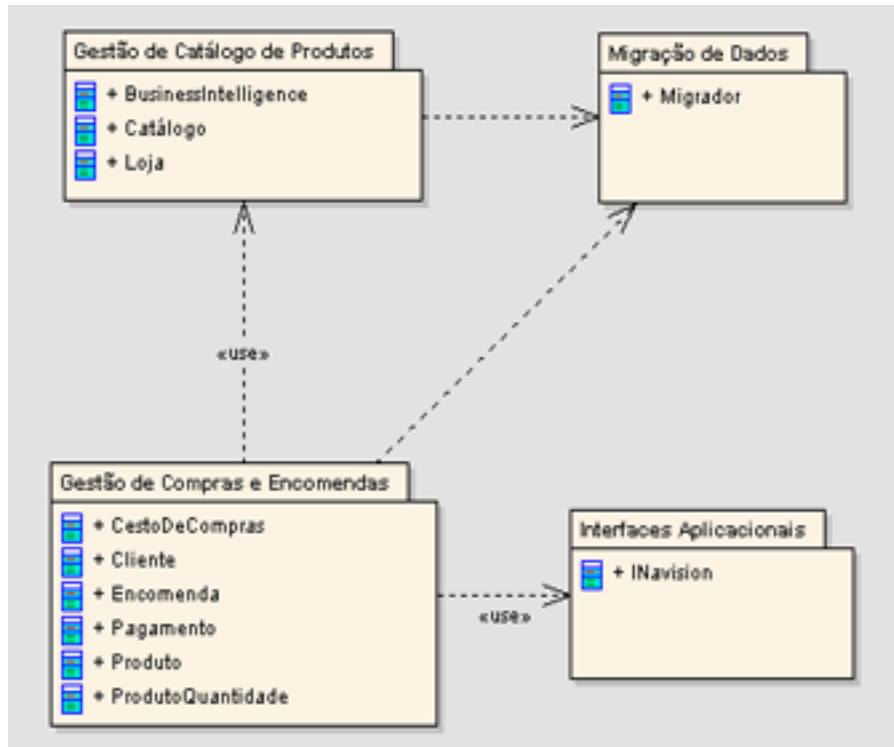 Gestão de Catálogo de Produtos
+ BusinessIntelligence
+ Catálogo
+ Loja
Migração de Dados
+ Migrador
«use»
Gestão de Compras e Encomendas
+ CestoDeCompras
+ Cliente
+ Encomenda
+ Pagamento
+ Produto
+ ProdutoQuantidade
«use»
Interfaces Aplicacionais
+ INavision